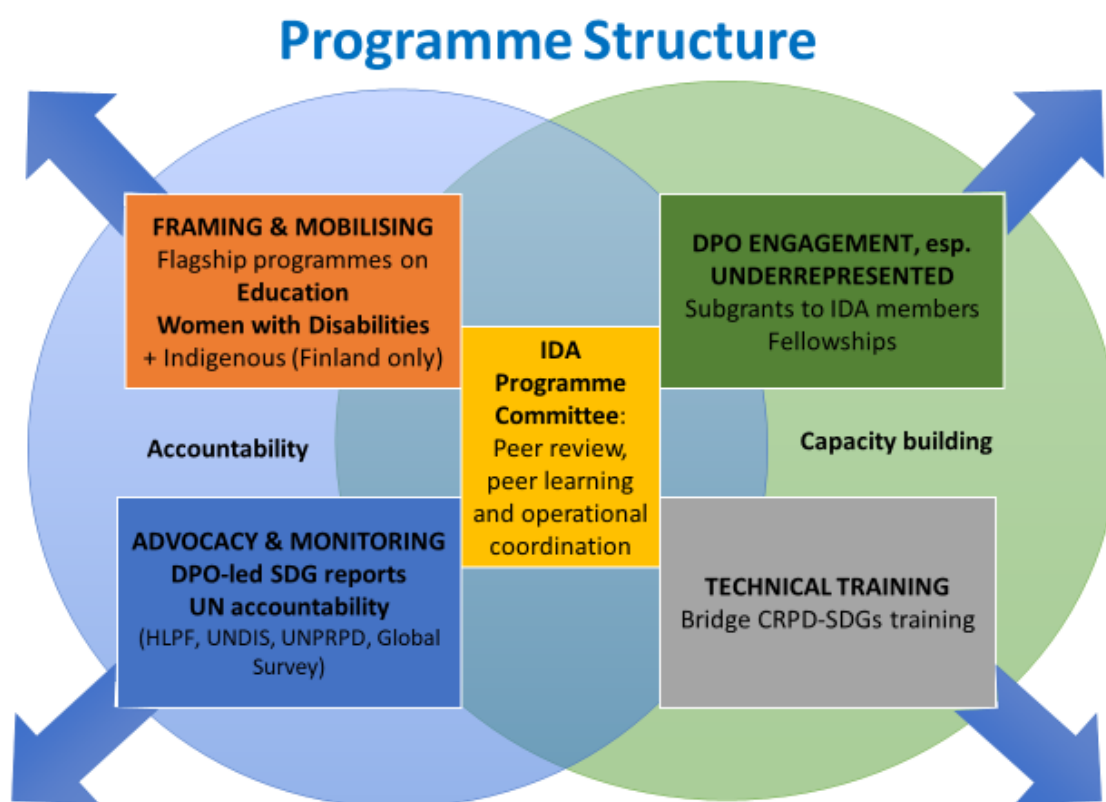 Programme Structure
FRAMING & MOBILISING
Flagship programmes on
Education
Women with Disabilities
+ Indigenous (Finland only)
DPO ENGAGEMENT, esp.
UNDERREPRESENTED
Subgrants to IDA members
Fellowships
IDA
Programme
Committee:
Peer review,
peer learning
and operational
coordination
Accountability
Capacity building
ADVOCACY & MONITORING
DPO-led SDG reports
UN accountability
(HLPF, UNDIS, UNPRPD, Global
Survey)
TECHNICAL TRAINING
Bridge CRPD-SDGs training